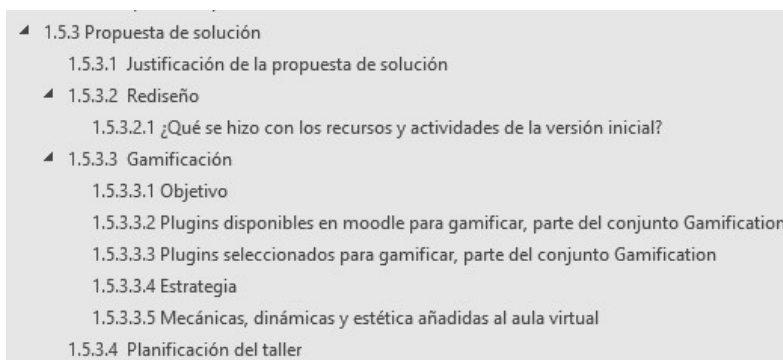 1.5.3 Propuesta de solución
1.5.3.1 Justificación de la propuesta de solución
1.5.3.2 Rediseño
1.5.3.2.1 ¿Qué se hizo con los recursos y actividades de la versión inicial?
1.5.3.3 Gamificación
1.5.3.3.1 Objetivo
1.5.3.3.2 Plugins disponibles en moodle para gamificar, parte del conjunto Gamification
1.5.3.3.3 Plugins seleccionados para gamificar, parte del conjunto Gamification
1.5.3.3.4 Estrategia
1.5.3.3.5 Mecánicas, dinámicas y estética añadidas al aula virtual
1.5.3.4 Planificación del taller